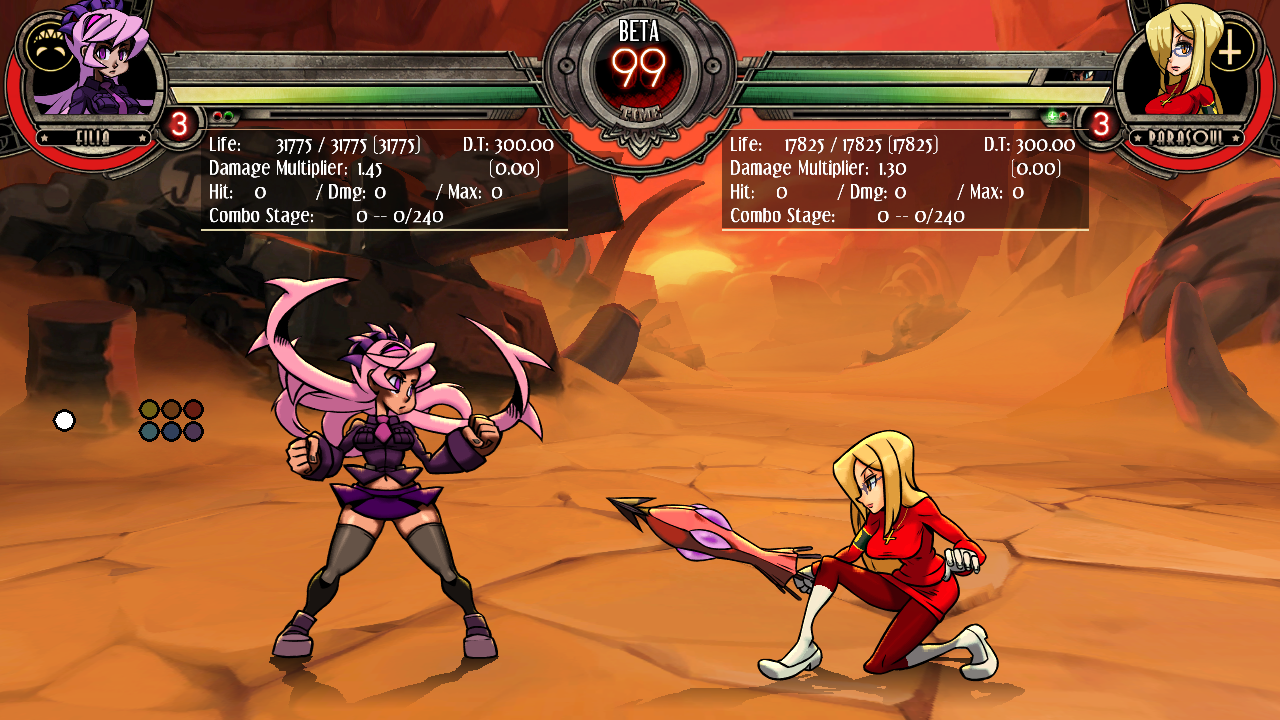 BETA
99
TIME
FILIA
3
3
PARASOUL
Life: 31775 / 31775 (31775) D.T: 300.00
Damage Multiplier: 1.45 (0.00)
Hit: 0 / Dmg: 0 / Max: 0
Combo Stage: 0 -- 0/240
Life: 17825 / 17825 (17825) D.T: 300.00
Damage Multiplier: 1.30 (0.00)
Hit: 0 / Dmg: 0 / Max: 0
Combo Stage: 0 -- 0/240